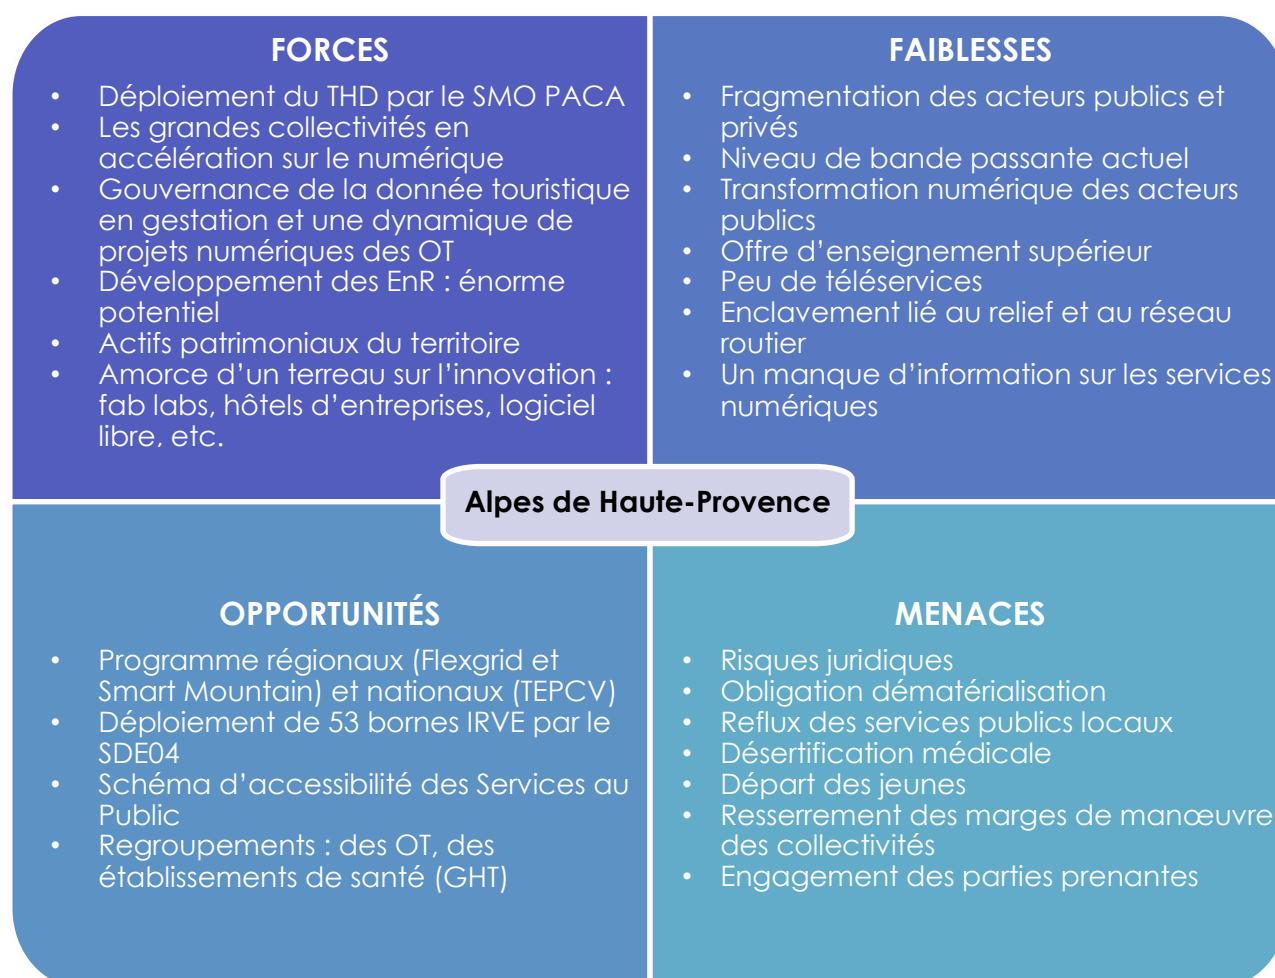 FORCES
• Déploiement du THD par le SMO PACA
• Les grandes collectivités en
accélération sur le numérique
• Gouvernance de la donnée touristique
en gestation et une dynamique de
projets numériques des OT
• Développement des EnR : énorme
potentiel
• Actifs patrimoniaux du territoire
• Amorce d’un terreau sur l’innovation :
fab labs, hôtels d’entreprises, logiciel
libre, etc.
FAIBLESSES
• Fragmentation des acteurs publics et
privés
• Niveau de bande passante actuel
• Transformation numérique des acteurs
publics
• Offre d’enseignement supérieur
• Peu de téléservices
• Enclavement lié au relief et au réseau
routier
• Un manque d’information sur les services
numériques
Alpes de Haute-Provence
OPPORTUNITÉS
• Programme régionaux (Flexgrid et
Smart Mountain) et nationaux (TEPCV)
• Déploiement de 53 bornes IRVE par le
SDE04
• Schéma d’accessibilité des Services au
Public
• Regroupements : des OT, des
établissements de santé (GHT)
MENACES
• Risques juridiques
• Obligation dématérialisation
• Reflux des services publics locaux
• Désertification médicale
• Départ des jeunes
• Resserrement des marges de manœuvre
des collectivités
• Engagement des parties prenantes